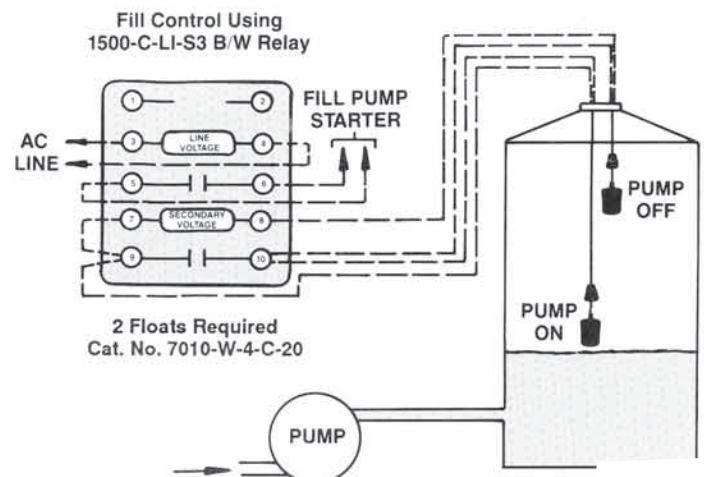 Fill Control Using
1500-C-LI-S3 B/W Relay
1
2
FILL PUMP
STARTER
AC
LINE
3
LINE
VOLTAGE
4
5
6
7
SECONDARY
VOLTAGE
8
9
10
PUMP
OFF
PUMP
ON
2 Floats Required
Cat. No. 7010-W-4-C-20
PUMP